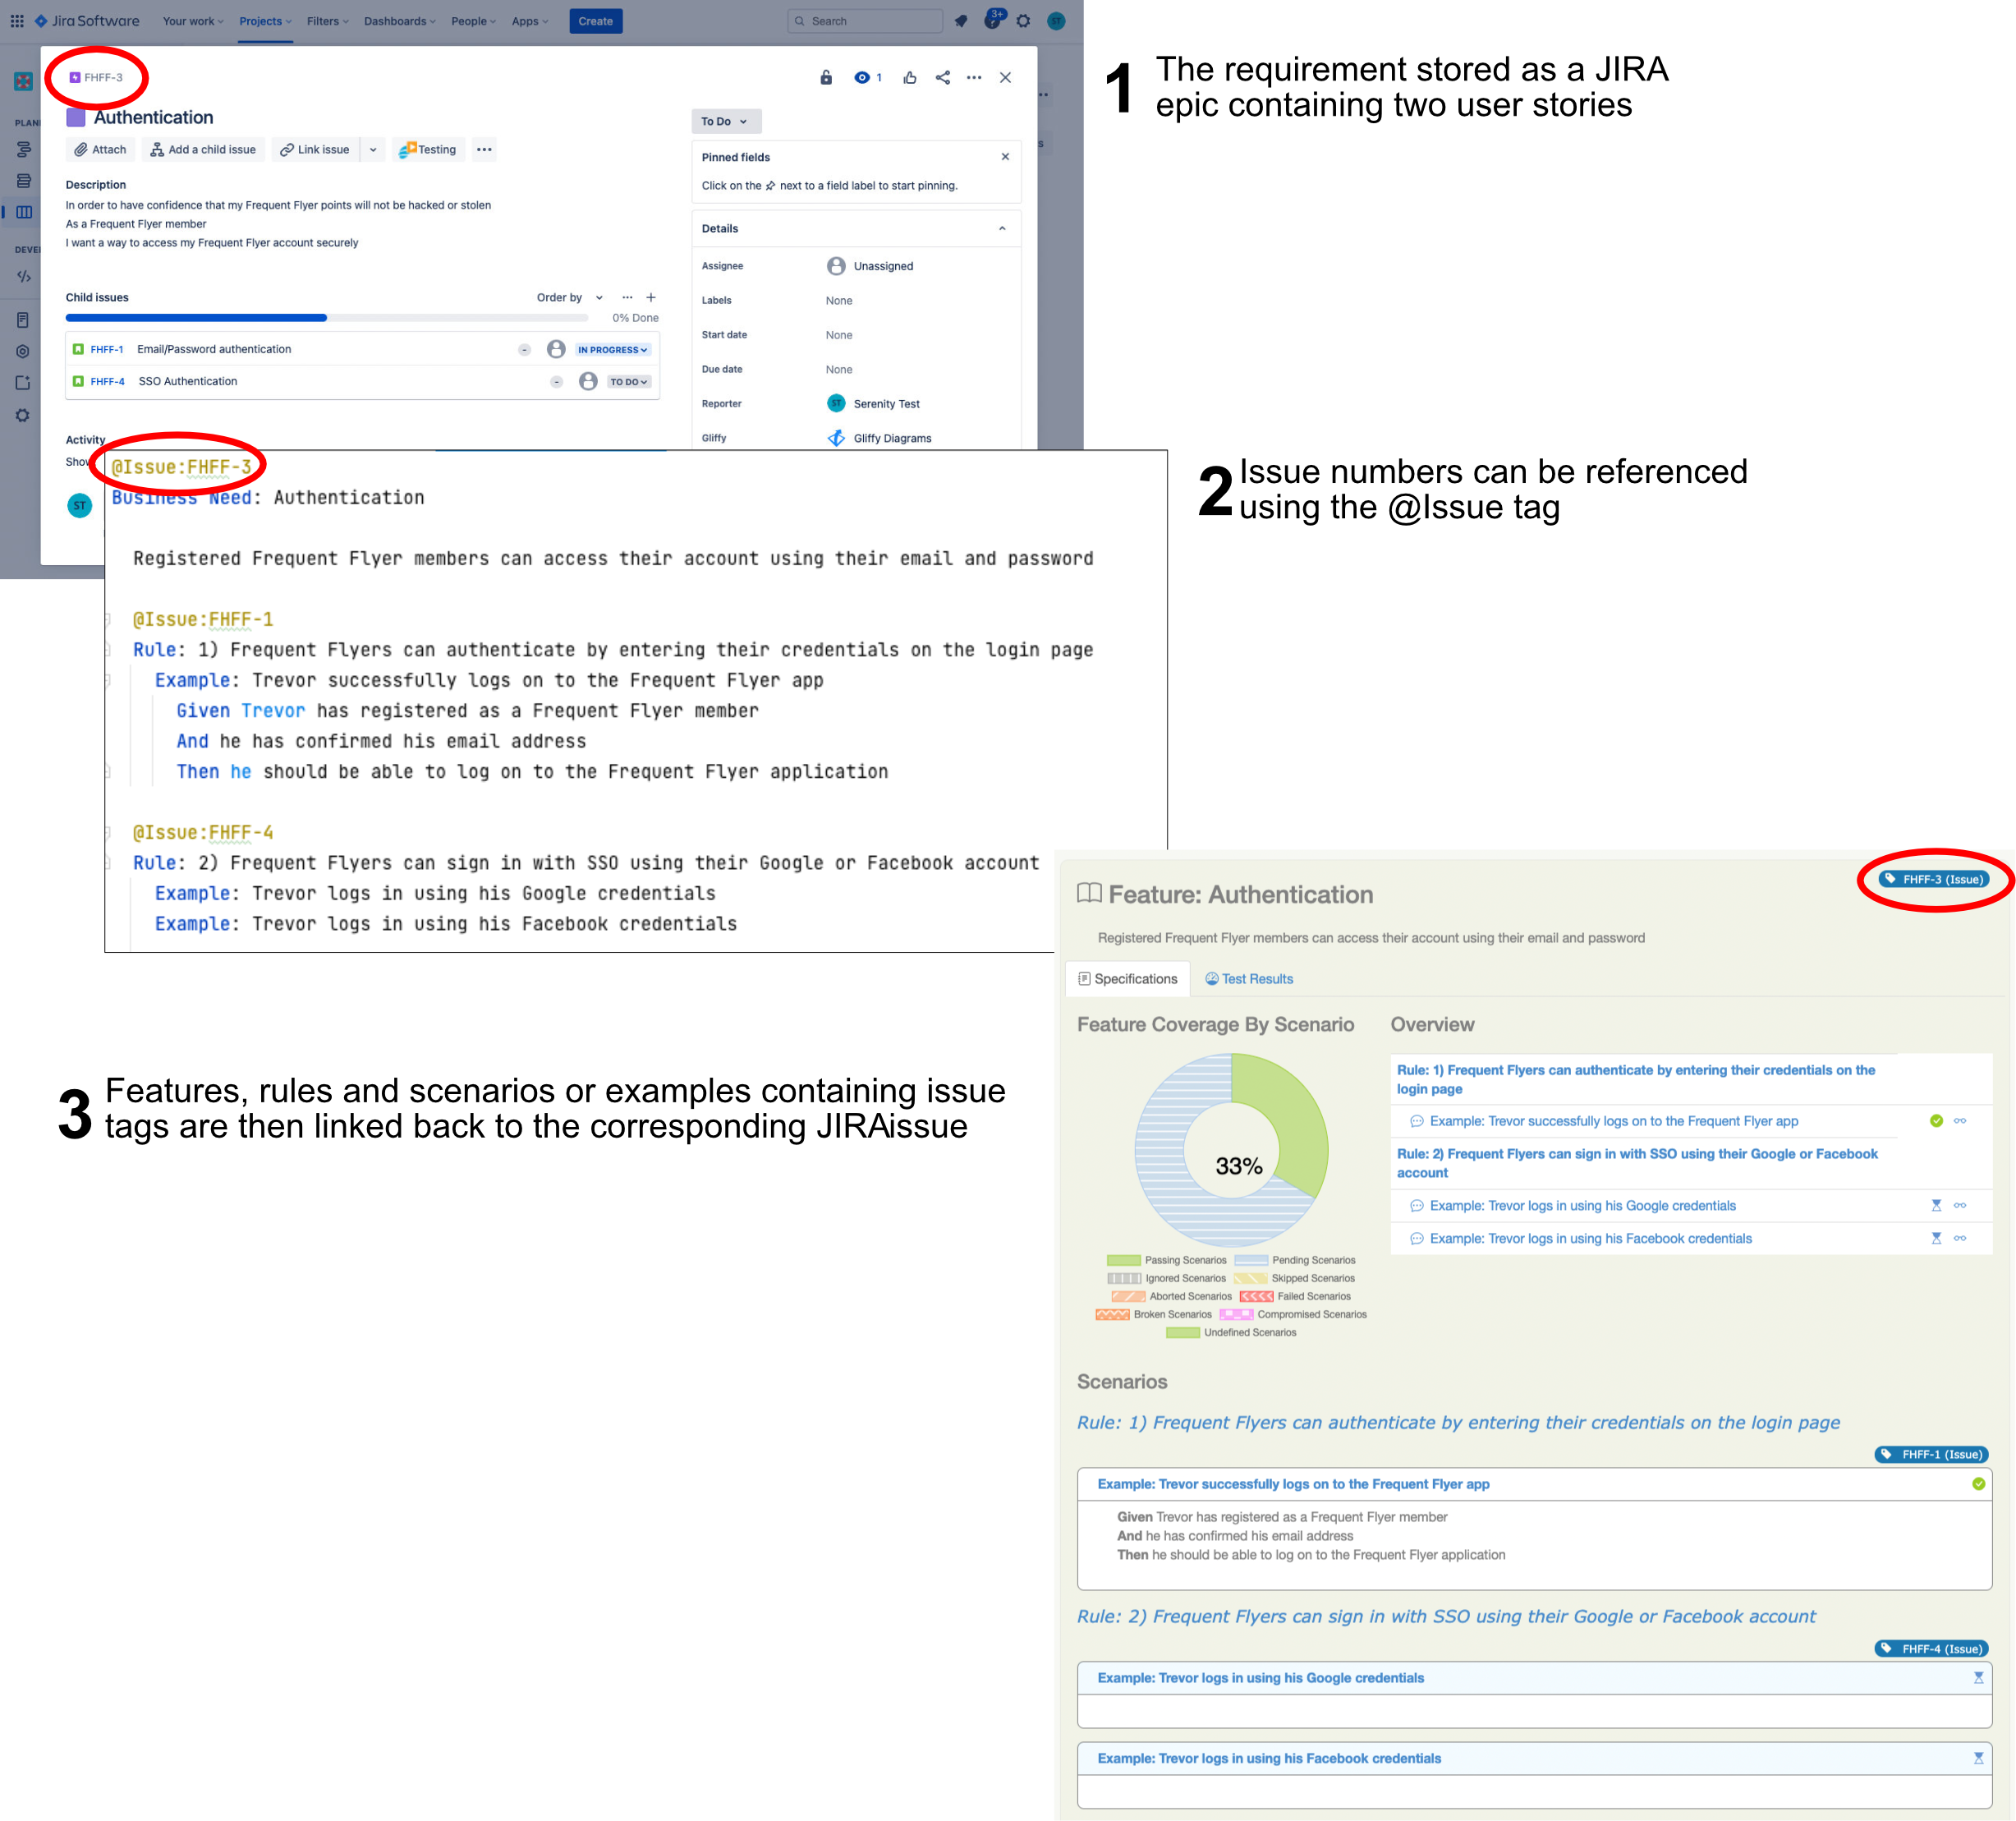 Jira Software Your work Projects Filters Dashboards People Apps Create Search 3+ ST
FHFF-3
1
Authentication
To Do
PLAN
Attach Add a child issue Link issue Testing
S
Pinned fields
Click on the next to a field label to start pinning.
Description
In order to have confidence that my Frequent Flyer points will not be hacked or stolen
As a Frequent Flyer member
I want a way to access my Frequent Flyer account securely
Details
DEVE
Assignee Unassigned
Labels None
Start date None
Due date None
Reporter ST Serenity Test
Gliffy Gliffy Diagrams
Child issues Order by
0% Done
FHFF-1 Email/Password authentication - IN PROGRESS
FHFF-4 SSO Authentication - TO DO
Activity
Show
ST
1 The requirement stored as a JIRA
epic containing two user stories
@Issue:FHFF-3
Business Need: Authentication
Registered Frequent Flyer members can access their account using their email and password
@Issue:FHFF-1
Rule: 1) Frequent Flyers can authenticate by entering their credentials on the login page
Example: Trevor successfully logs on to the Frequent Flyer app
Given Trevor has registered as a Frequent Flyer member
And he has confirmed his email address
Then he should be able to log on to the Frequent Flyer application
@Issue:FHFF-4
Rule: 2) Frequent Flyers can sign in with SSO using their Google or Facebook account
Example: Trevor logs in using his Google credentials
Example: Trevor logs in using his Facebook credentials
2 Issue numbers can be referenced
using the @Issue tag
3 Features, rules and scenarios or examples containing issue
tags are then linked back to the corresponding JIRAissue
FHFF-3 (Issue)
Feature: Authentication
Registered Frequent Flyer members can access their account using their email and password
Specifications Test Results
Feature Coverage By Scenario
33%
Passing Scenarios Pending Scenarios
Ignored Scenarios Skipped Scenarios
Aborted Scenarios Failed Scenarios
Broken Scenarios Compromised Scenarios
Undefined Scenarios
Overview
Rule: 1) Frequent Flyers can authenticate by entering their credentials on the
login page
Example: Trevor successfully logs on to the Frequent Flyer app
Rule: 2) Frequent Flyers can sign in with SSO using their Google or Facebook
account
Example: Trevor logs in using his Google credentials
Example: Trevor logs in using his Facebook credentials
Scenarios
Rule: 1) Frequent Flyers can authenticate by entering their credentials on the login page
FHFF-1 (Issue)
Example: Trevor successfully logs on to the Frequent Flyer app
Given Trevor has registered as a Frequent Flyer member
And he has confirmed his email address
Then he should be able to log on to the Frequent Flyer application
Rule: 2) Frequent Flyers can sign in with SSO using their Google or Facebook account
FHFF-4 (Issue)
Example: Trevor logs in using his Google credentials
Example: Trevor logs in using his Facebook credentials